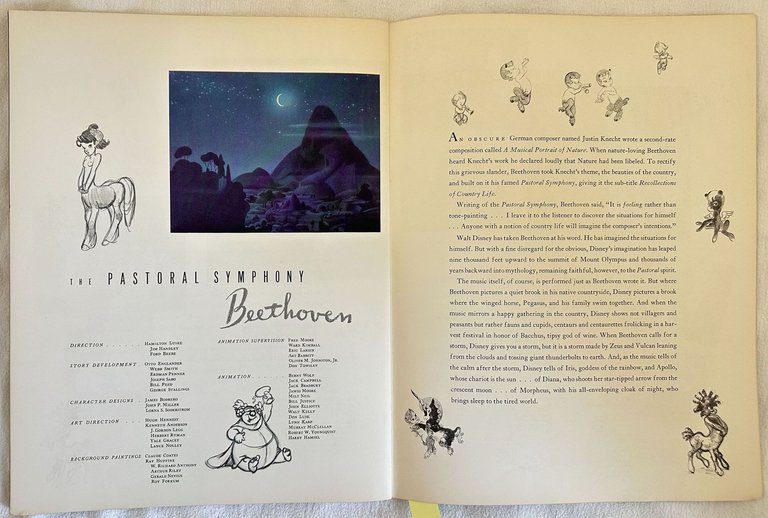 THE PASTORAL SYMPHONY
Beethoven
DIRECTION . . . . . . . HAMILTON LUSKE
JIM HANDLEY
FORD BEEBE
STORY DEVELOPMENT . OTTO ENGLANDER
WEBB SMITH
ERDMAN PENNER
JOSEPH SABO
BILL PEED
GEORGE STALLINGS
CHARACTER DESIGNS . JAMES BODRERO
JOHN P. MILLER
LORNA S. SODERSTROM
ART DIRECTION . . . . HUGH HENNESY
KENNETH ANDERSON
J. GORDON LEGG
HERBERT RYMAN
YALE GRACEY
LANCE NOLLEY
BACKGROUND PAINTINGS CLAUDE COATS
RAY HUFFINE
W. RICHARD ANTHONY
ARTHUR RILEY
GERALD NEVIUS
ROY FORKUM
ANIMATION SUPERVISION . FRED MOORE
WARD KIMBALL
ERIC LARSEN
ART BABBITT
OLIVER M. JOHNSTON, JR.
DON TOWSLEY
ANIMATION . . . . . . . . BERNY WOLF
JACK CAMPBELL
JACK BRADBURY
JAMES MOORE
MILT NEIL
BILL JUSTICE
JOHN ELLIOTTE
WALT KELLY
DON LUSK
LYNN KARP
MURRAY MCCLELLAN
ROBERT W. YOUNGQUIST
HARRY HAMSEL
AN OBSCURE German composer named Justin Knecht wrote a second-rate
composition called A Musical Portrait of Nature. When nature-loving Beethoven
heard Knecht's work he declared loudly that Nature had been libeled. To rectify
this grievous slander, Beethoven took Knecht's theme, the beauties of the country,
and built on it his famed Pastoral Symphony, giving it the sub-title Recollections
of Country Life.
Writing of the Pastoral Symphony, Beethoven said, "It is feeling rather than
tone-painting . . . . I leave it to the listener to discover the situations for himself
. . . Anyone with a notion of country life will imagine the composer's intentions."
Walt Disney has taken Beethoven at his word. He has imagined the situations for
himself. But with a fine disregard for the obvious, Disney's imagination has leaped
nine thousand feet upward to the summit of Mount Olympus and thousands of
years backward into mythology, remaining faithful, however, to the Pastoral spirit.
The music itself, of course, is performed just as Beethoven wrote it. But where
Beethoven pictures a quiet brook in his native countryside, Disney pictures a brook
where the winged horse, Pegasus, and his family swim together. And when the
music mirrors a happy gathering in the country, Disney shows not villagers and
peasants but rather fauns and cupids, centaurs and centaurettes frolicking in a har-
vest festival in honor of Bacchus, tipsy god of wine. When Beethoven calls for a
storm, Disney gives you a storm, but it is a storm made by Zeus and Vulcan leaning
from the clouds and tossing giant thunderbolts to earth. And, as the music tells
of the calm after the storm, Disney tells of Iris, goddess of the rainbow, and Apollo,
whose chariot is the sun . . . . of Diana, who shoots her star-tipped arrow from the
crescent moon . . . . of Morpheus, with his all-enveloping cloak of night, who
brings sleep to the tired world.